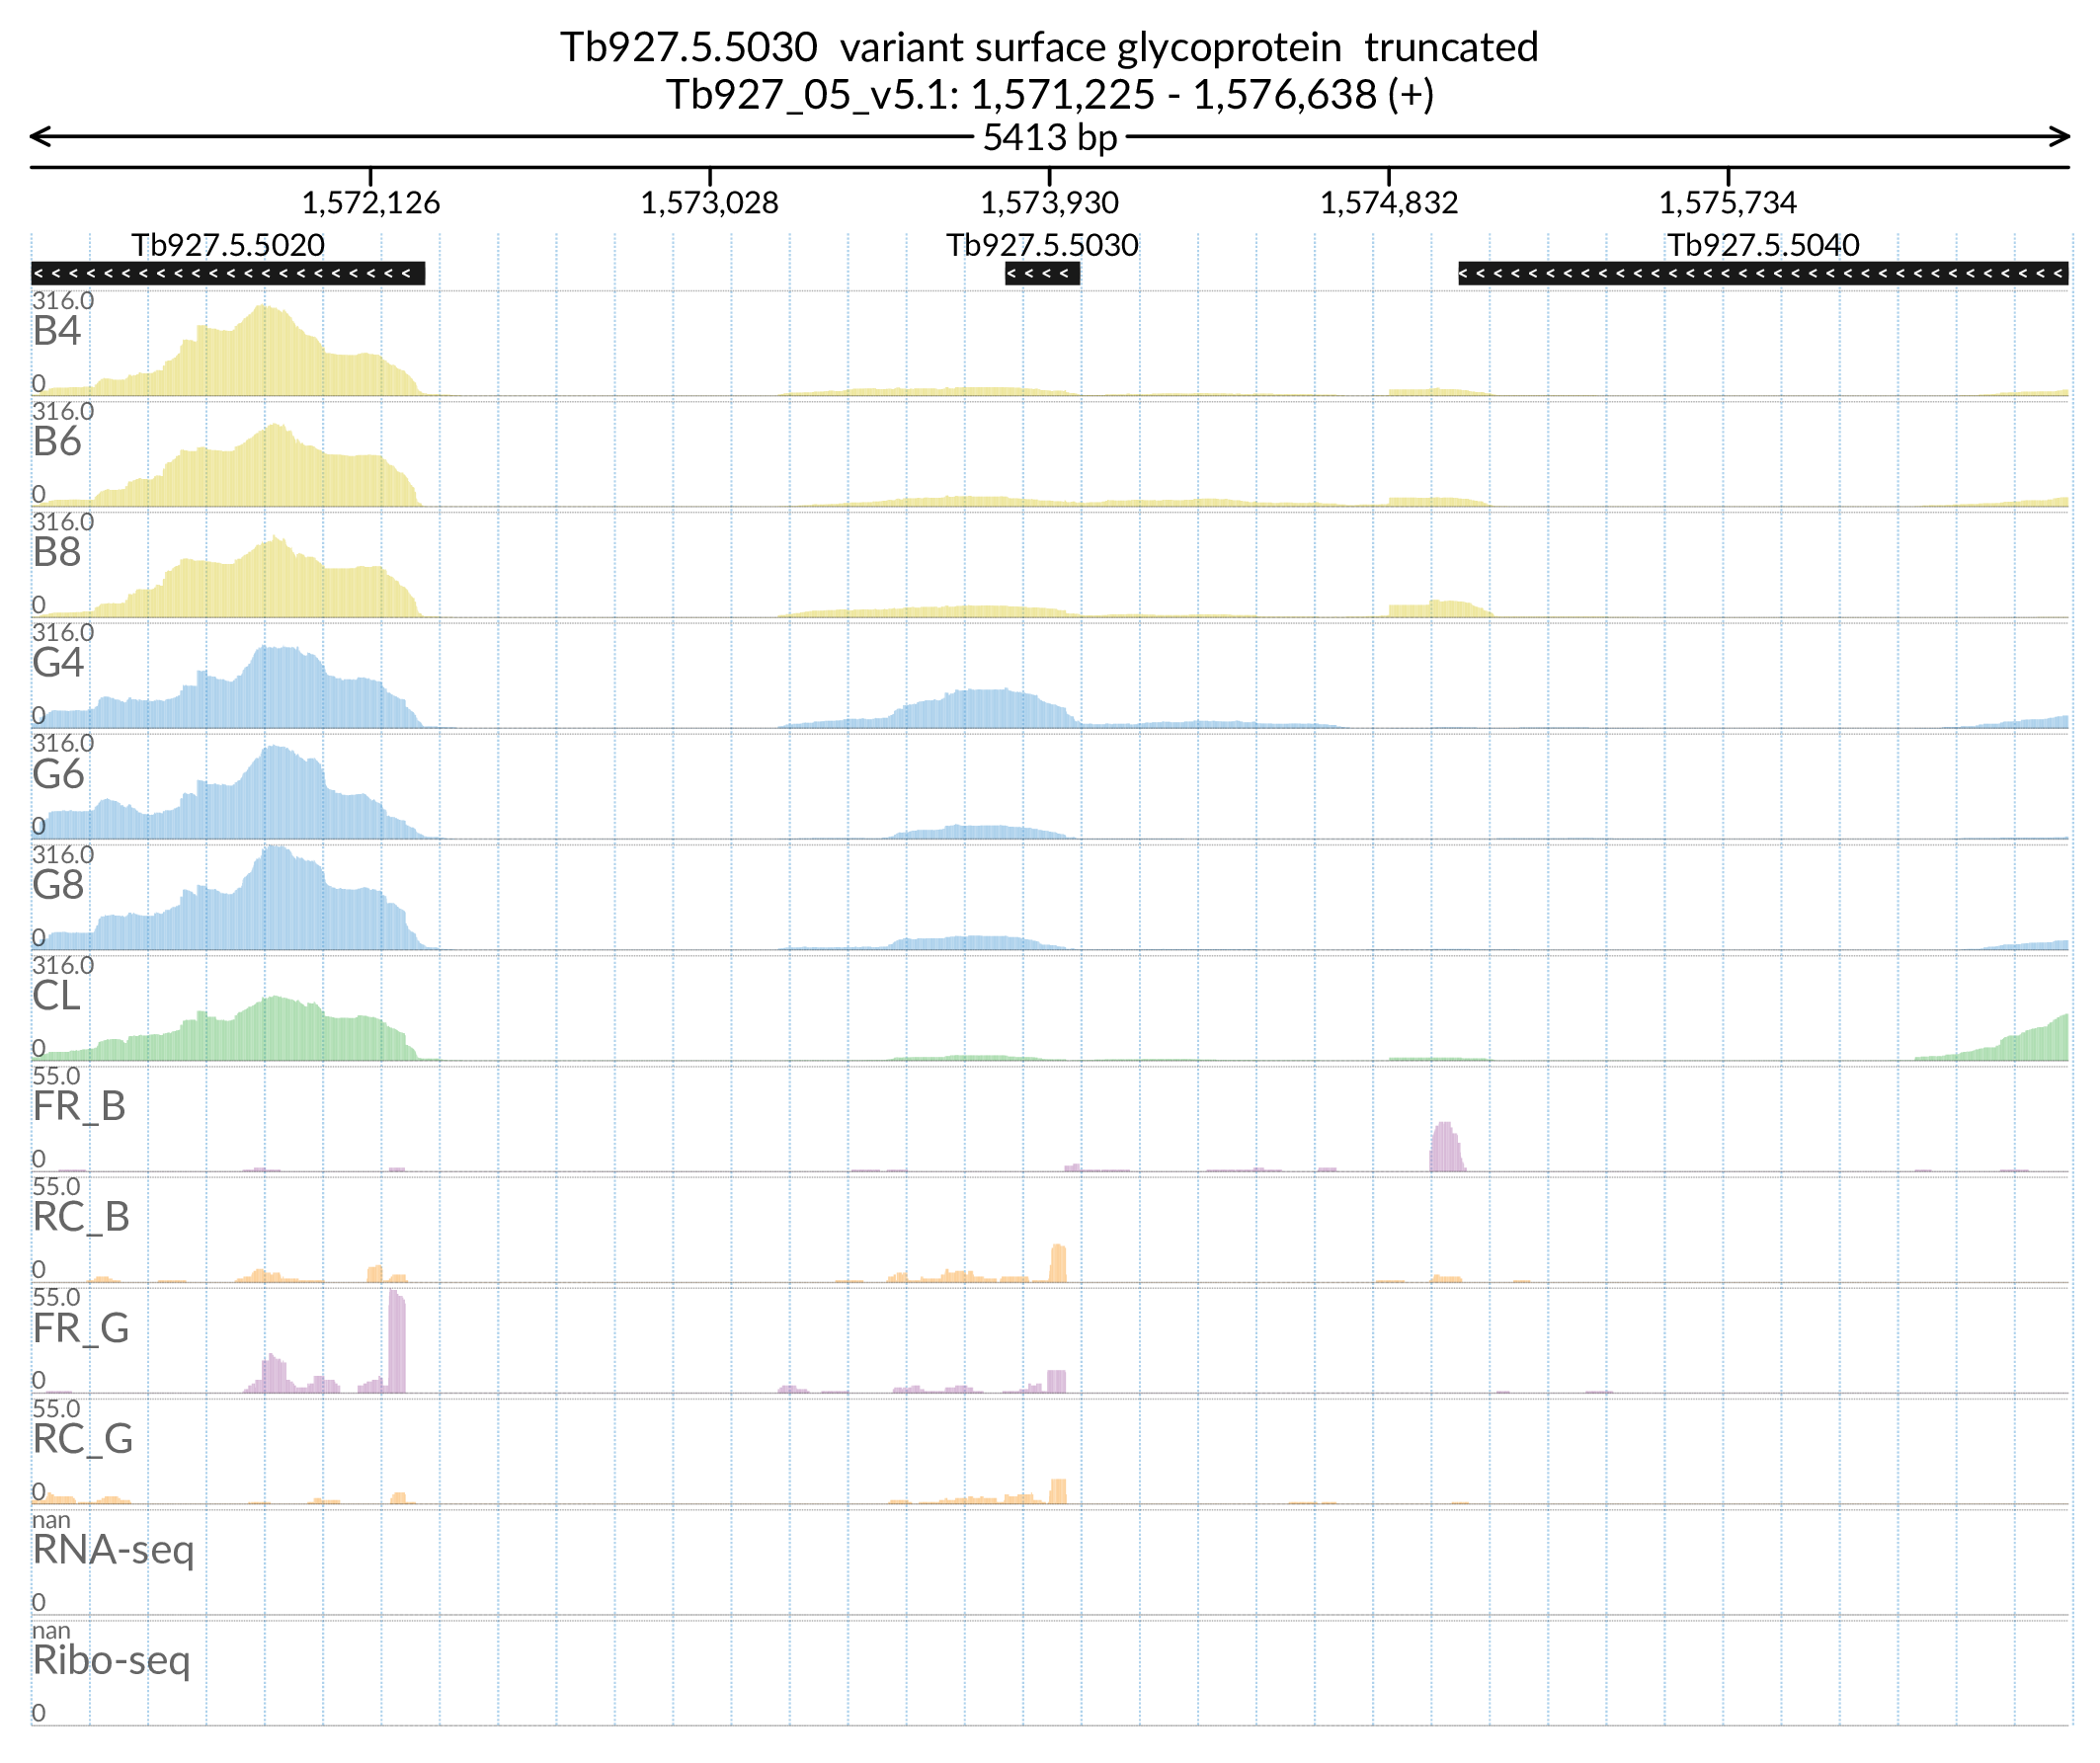 Tb927.5.5030 variant surface glycoprotein truncated
Tb927_05_v5.1: 1,571,225 - 1,576,638 (+)
5413 bp
1,572,126 1,573,028 1,573,930 1,574,832 1,575,734
Tb927.5.5020 Tb927.5.5030 Tb927.5.5040
316.0
B4
0
316.0
B6
0
316.0
B8
0
316.0
G4
0
316.0
G6
0
316.0
G8
0
316.0
CL
0
55.0
FR_B
0
55.0
RC_B
0
55.0
FR_G
0
55.0
RC_G
0
nan
RNA-seq
0
nan
Ribo-seq
0